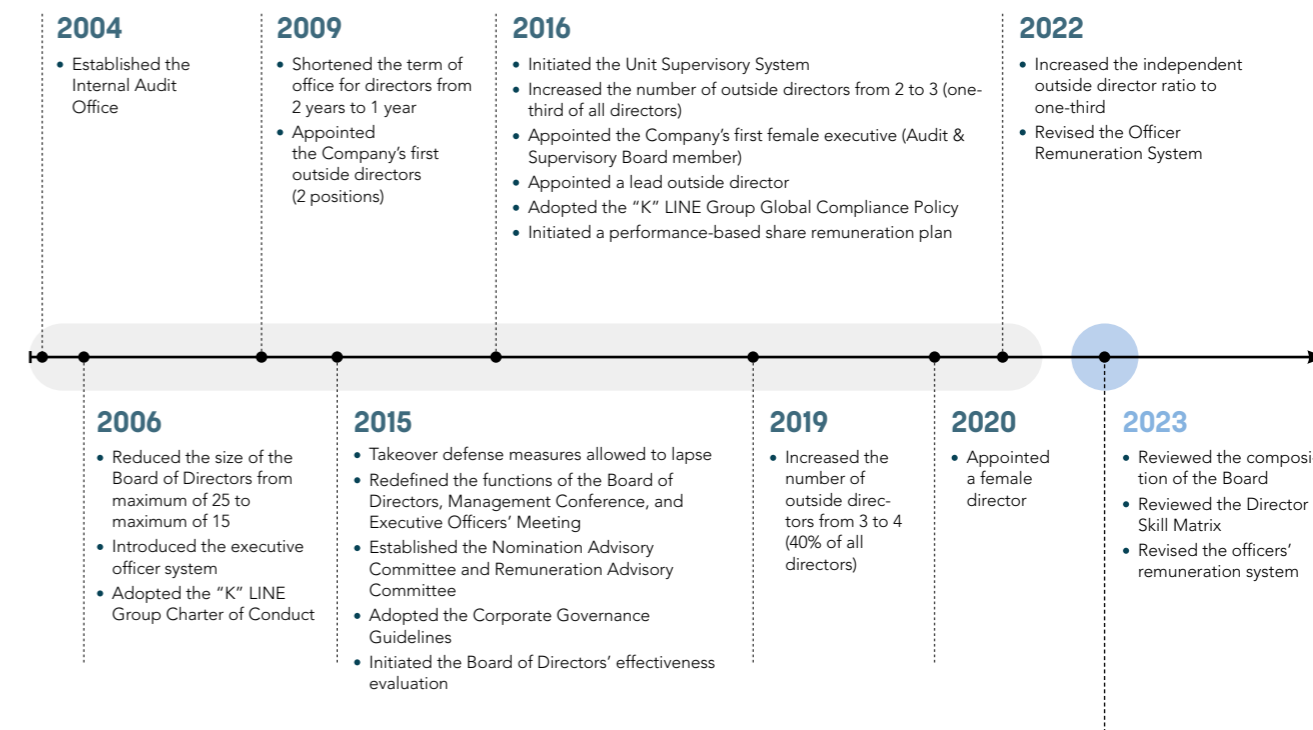 2004
• Established the
Internal Audit
Office
2009
• Shortened the term of
office for directors from
2 years to 1 year
• Appointed
the Company’s first
outside directors
(2 positions)
2016
• Initiated the Unit Supervisory System
• Increased the number of outside directors from 2 to 3 (one-
third of all directors)
• Appointed the Company’s first female executive (Audit &
Supervisory Board member)
• Appointed a lead outside director
• Adopted the “K” LINE Group Global Compliance Policy
• Initiated a performance-based share remuneration plan
2022
• Increased the independent
outside director ratio to
one-third
• Revised the Officer
Remuneration System
2006
• Reduced the size of the
Board of Directors from
maximum of 25 to
maximum of 15
• Introduced the executive
officer system
• Adopted the “K” LINE
Group Charter of Conduct
2015
• Takeover defense measures allowed to lapse
• Redefined the functions of the Board of
Directors, Management Conference, and
Executive Officers’ Meeting
• Established the Nomination Advisory
Committee and Remuneration Advisory
Committee
• Adopted the Corporate Governance
Guidelines
• Initiated the Board of Directors’ effectiveness
evaluation
2019
• Increased the
number of
outside direc-
tors from 3 to 4
(40% of all
directors)
2020
• Appointed
a female
director
2023
• Reviewed the composi-
tion of the Board
• Reviewed the Director
Skill Matrix
• Revised the officers’
remuneration system